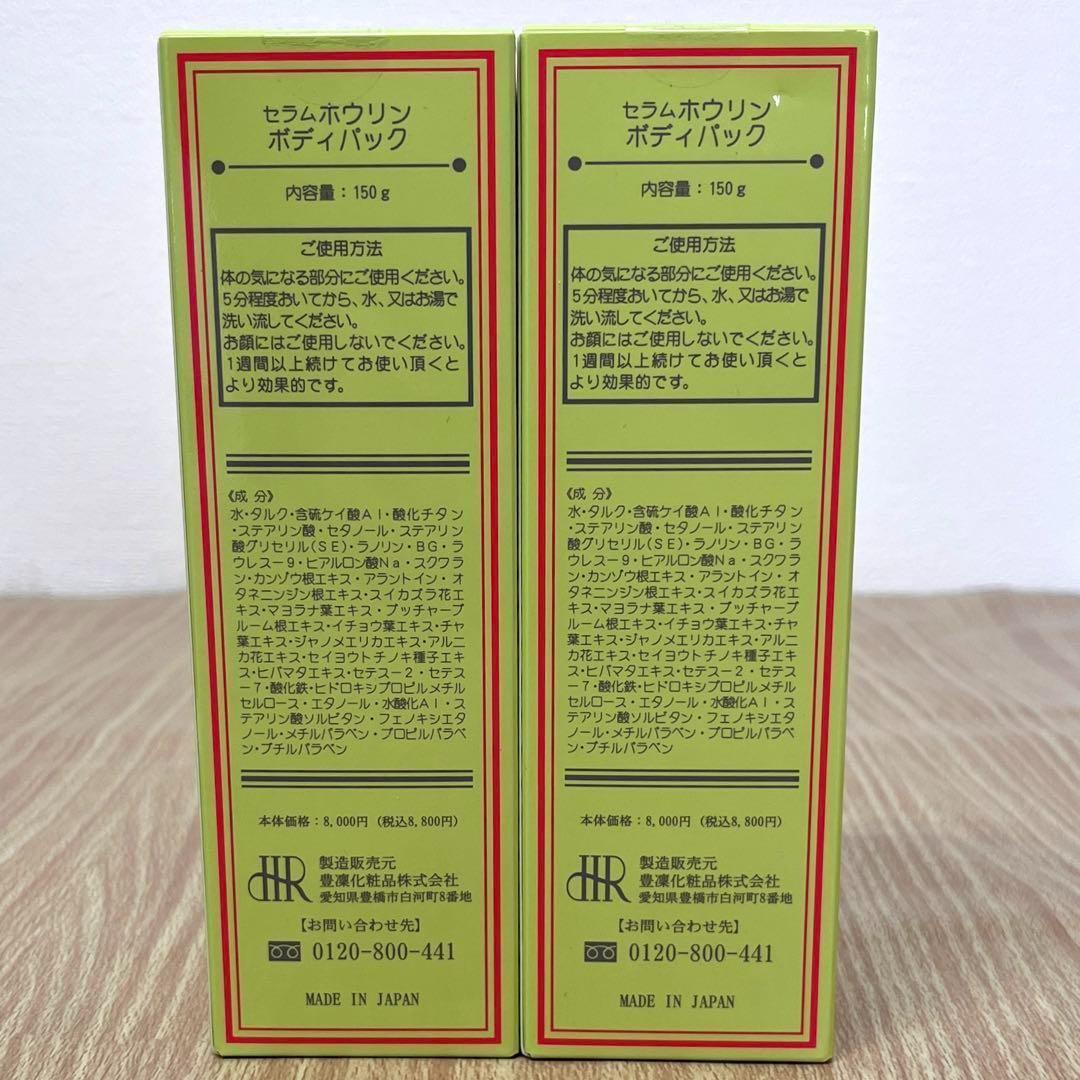 セラムホウリン
ボディパック
内容量：150ｇ
ご使用方法
体の気になる部分にご使用ください。
5分程度おいてから、水、又はお湯で
洗い流してください。
お顔にはご使用しないでください。
1週間以上続けてお使い頂くと
より効果的です。
《成 分》
水・タルク・含硫ケイ酸Ａｌ・酸化チタン
・ステアリン酸・セタノール・ステアリン
酸グリセリル(ＳＥ)・ラノリン・ＢＧ・ラ
ウレス－９・ヒアルロン酸Ｎａ・スクワラ
ン・カンゾウ根エキス・アラントイン・オ
タネニンジン根エキス・スイカズラ花エ
キス・マヨラナ葉エキス・ブッチャーブ
ルーム根エキス・イチョウ葉エキス・チャ
葉エキス・ジャノメエリカエキス・アルニ
カ花エキス・セイヨウトチノキ種子エキ
ス・ヒバマタエキス・セテス－２・セテス
－７・酸化鉄・ヒドロキシプロピルメチル
セルロース・エタノール・水酸化Ａｌ・ス
テアリン酸ソルビタン・フェノキシエタ
ノール・メチルパラベン・プロピルパラベ
ン・ブチルパラベン
本体価格：8,000円（税込8,800円）
HR
製造販売元
豊凜化粧品株式会社
愛知県豊橋市白河町8番地
【お問い合わせ先】
0120-800-441
MADE IN JAPAN
セラムホウリン
ボディパック
内容量：150ｇ
ご使用方法
体の気になる部分にご使用ください。
5分程度おいてから、水、又はお湯で
洗い流してください。
お顔にはご使用しないでください。
1週間以上続けてお使い頂くと
より効果的です。
《成 分》
水・タルク・含硫ケイ酸Ａｌ・酸化チタン
・ステアリン酸・セタノール・ステアリン
酸グリセリル(ＳＥ)・ラノリン・ＢＧ・ラ
ウレス－９・ヒアルロン酸Ｎａ・スクワラ
ン・カンゾウ根エキス・アラントイン・オ
タネニンジン根エキス・スイカズラ花エ
キス・マヨラナ葉エキス・ブッチャーブ
ルーム根エキス・イチョウ葉エキス・チャ
葉エキス・ジャノメエリカエキス・アルニ
カ花エキス・セイヨウトチノキ種子エキ
ス・ヒバマタエキス・セテス－２・セテス
－７・酸化鉄・ヒドロキシプロピルメチル
セルロース・エタノール・水酸化Ａｌ・ス
テアリン酸ソルビタン・フェノキシエタ
ノール・メチルパラベン・プロピルパラベ
ン・ブチルパラベン
本体価格：8,000円（税込8,800円）
HR
製造販売元
豊凜化粧品株式会社
愛知県豊橋市白河町8番地
【お問い合わせ先】
0120-800-441
MADE IN JAPAN